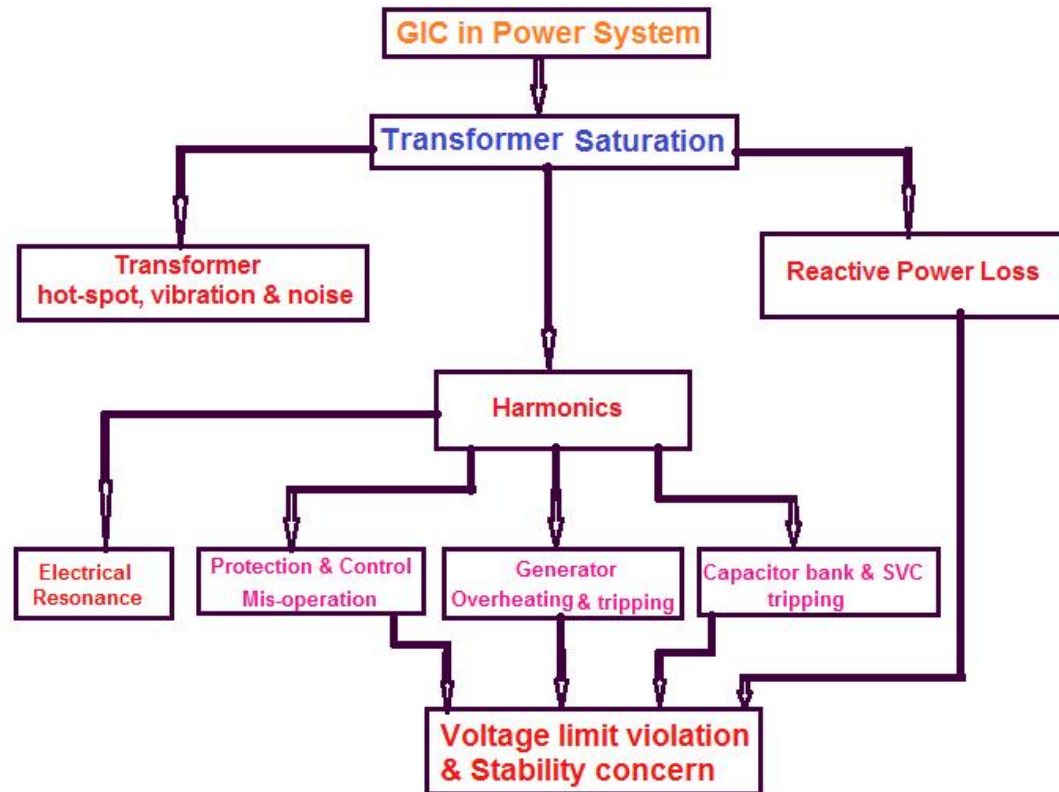 GIC in Power System
Transformer Saturation
Transformer
hot-spot, vibration & noise
Reactive Power Loss
Harmonics
Electrical
Resonance
Protection & Control
Mis-operation
Generator
Overheating & tripping
Capacitor bank & SVC
tripping
Voltage limit violation
& Stability concern